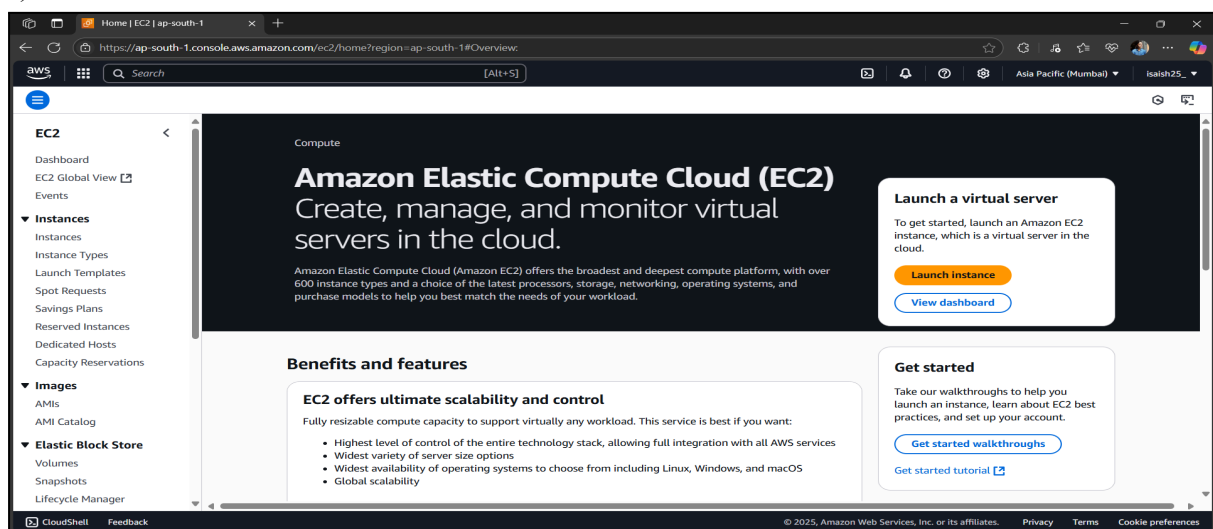 Home | EC2 | ap-south-1
https://ap-south-1.console.aws.amazon.com/ec2/home?region=ap-south-1#Overview:
aws
Search
[Alt+S]
Asia Pacific (Mumbai)
isaish25_
EC2
Dashboard
EC2 Global View
Events
Instances
Instances
Instance Types
Launch Templates
Spot Requests
Savings Plans
Reserved Instances
Dedicated Hosts
Capacity Reservations
Images
AMIs
AMI Catalog
Elastic Block Store
Volumes
Snapshots
Lifecycle Manager
Compute
Amazon Elastic Compute Cloud (EC2)
Create, manage, and monitor virtual
servers in the cloud.
Amazon Elastic Compute Cloud (Amazon EC2) offers the broadest and deepest compute platform, with over
600 instance types and a choice of the latest processors, storage, networking, operating systems, and
purchase models to help you best match the needs of your workload.
Launch a virtual server
To get started, launch an Amazon EC2
instance, which is a virtual server in the
cloud.
Launch instance
View dashboard
Benefits and features
EC2 offers ultimate scalability and control
Fully resizable compute capacity to support virtually any workload. This service is best if you want:
• Highest level of control of the entire technology stack, allowing full integration with all AWS services
• Widest variety of server size options
• Widest availability of operating systems to choose from including Linux, Windows, and macOS
• Global scalability
Get started
Take our walkthroughs to help you
launch an instance, learn about EC2 best
practices, and set up your account.
Get started walkthroughs
Get started tutorial
CloudShell
Feedback
© 2025, Amazon Web Services, Inc. or its affiliates.
Privacy
Terms
Cookie preferences